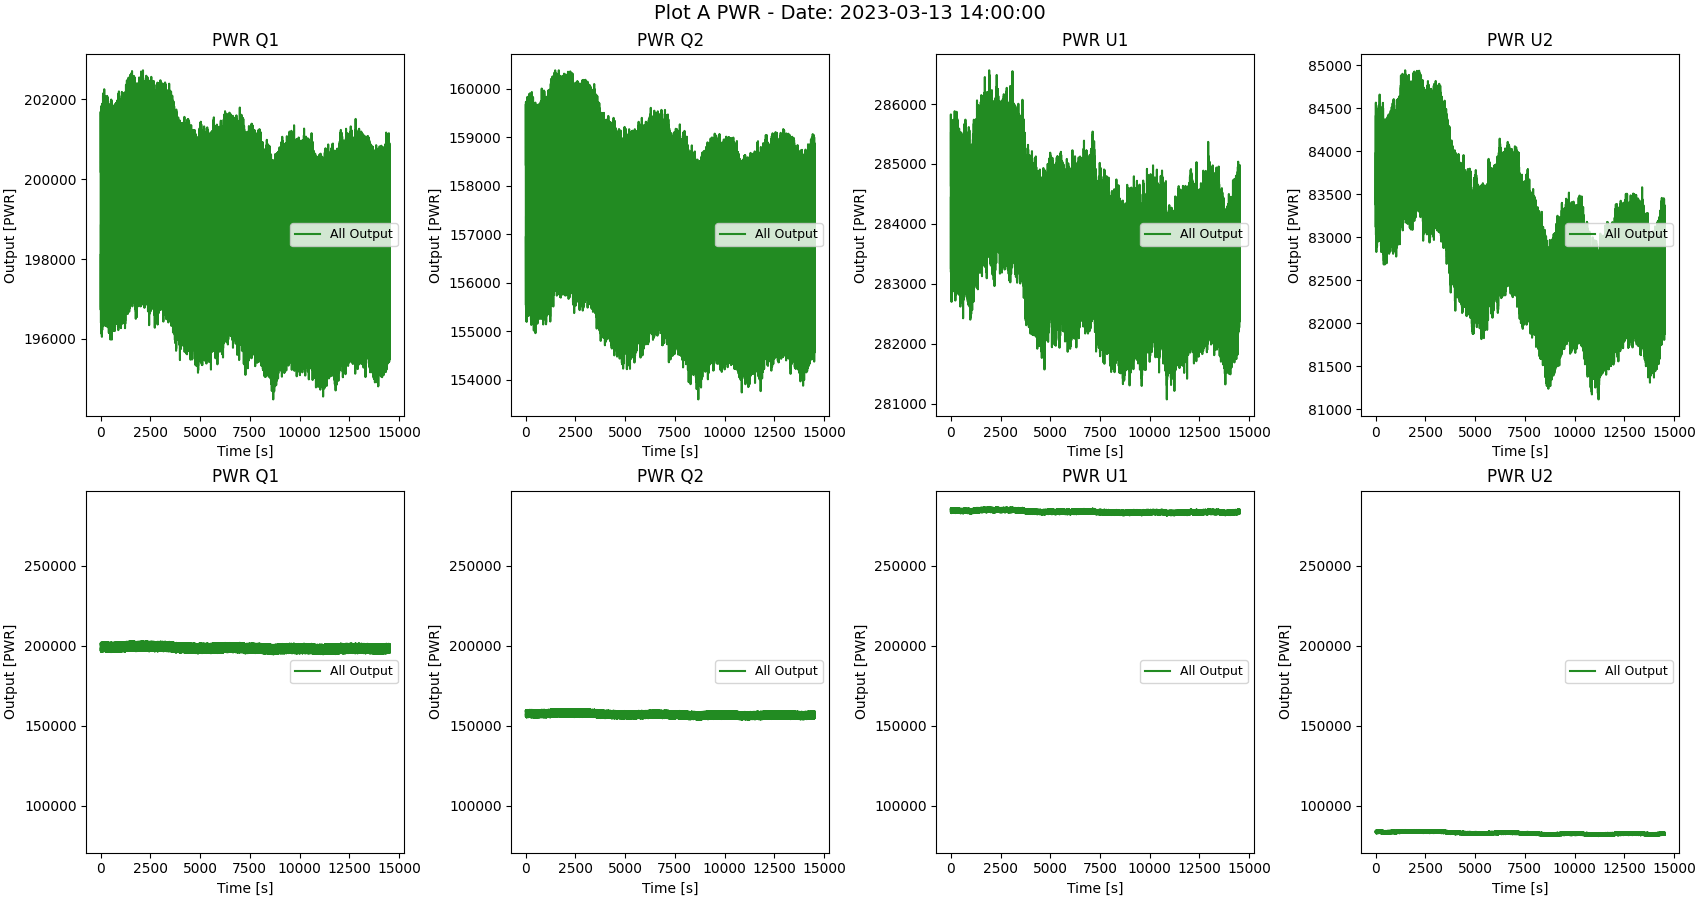 Plot A PWR - Date: 2023-03-13 14:00:00
PWR Q1
Output [PWR]
202000
200000
198000
196000
All Output
0 2500 5000 7500 10000 12500 15000
Time [s]
PWR Q2
Output [PWR]
160000
159000
158000
157000
156000
155000
154000
All Output
0 2500 5000 7500 10000 12500 15000
Time [s]
PWR U1
Output [PWR]
286000
285000
284000
283000
282000
281000
All Output
0 2500 5000 7500 10000 12500 15000
Time [s]
PWR U2
Output [PWR]
85000
84500
84000
83500
83000
82500
82000
81500
81000
All Output
0 2500 5000 7500 10000 12500 15000
Time [s]
PWR Q1
Output [PWR]
250000
200000
150000
100000
All Output
0 2500 5000 7500 10000 12500 15000
Time [s]
PWR Q2
Output [PWR]
250000
200000
150000
100000
All Output
0 2500 5000 7500 10000 12500 15000
Time [s]
PWR U1
Output [PWR]
250000
200000
150000
100000
All Output
0 2500 5000 7500 10000 12500 15000
Time [s]
PWR U2
Output [PWR]
250000
200000
150000
100000
All Output
0 2500 5000 7500 10000 12500 15000
Time [s]